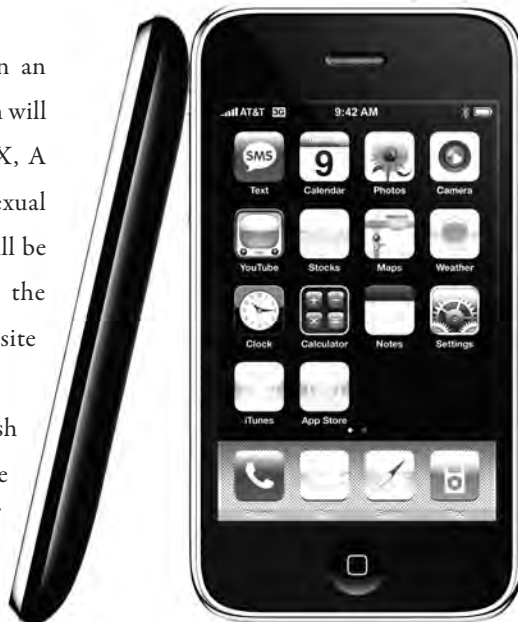 n an
n will
X, A
exual
ll be
the
site
sh
e
AT&T 3G 9:42 AM
SMS 9
Text Calendar Photos Camera
YouTube Stocks Maps Weather
Clock Calculator Notes Settings
iTunes App Store